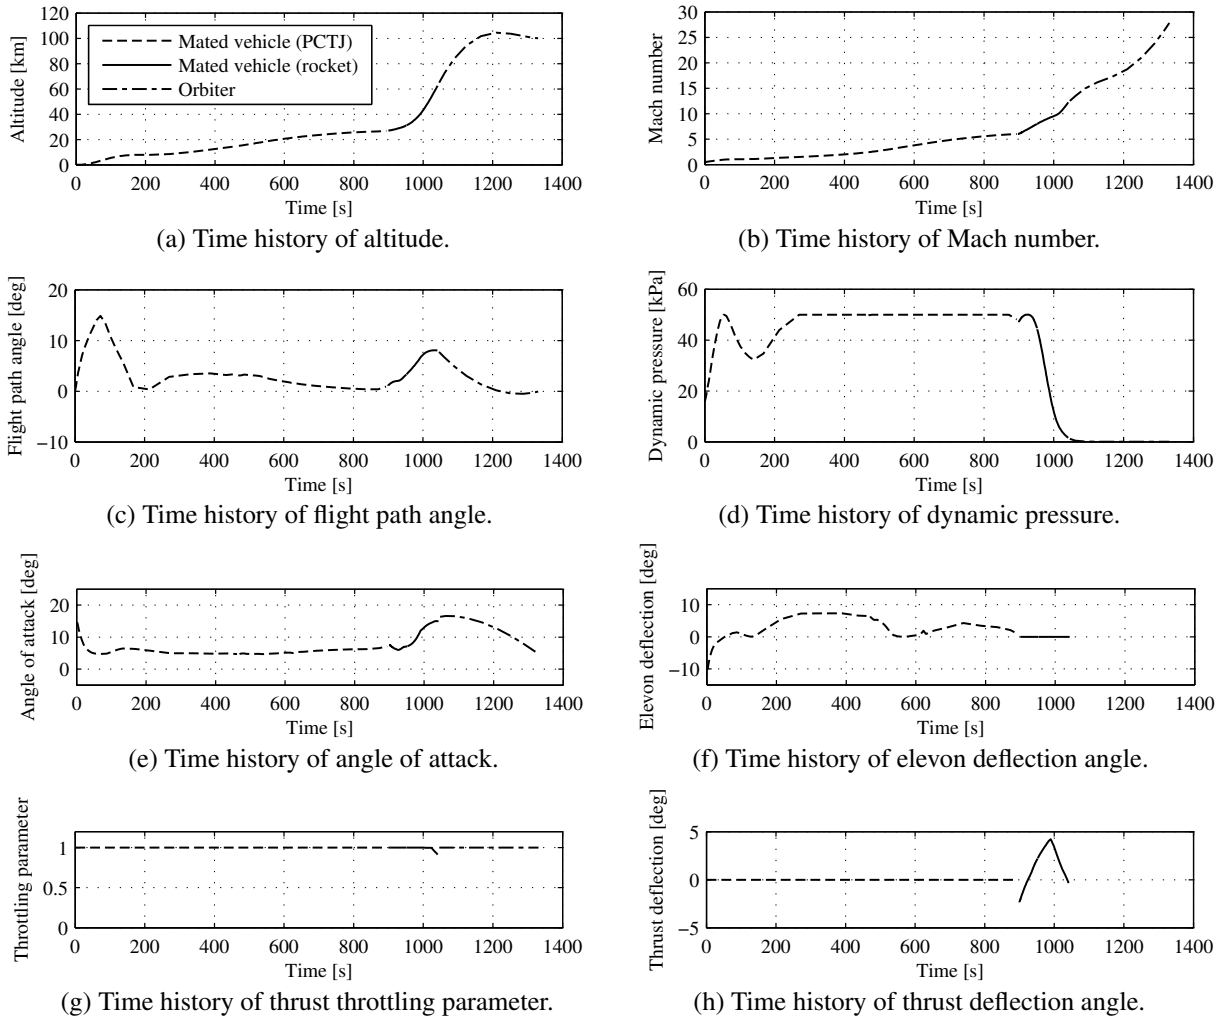 Altitude [km]
120
100
80
60
40
20
0
Mated vehicle (PCTJ)
Mated vehicle (rocket)
Orbiter
0 200 400 600 800 1000 1200 1400
Time [s]
(a) Time history of altitude.
Mach number
30
25
20
15
10
5
0
0 200 400 600 800 1000 1200 1400
Time [s]
(b) Time history of Mach number.
Flight path angle [deg]
20
10
0
−10
0 200 400 600 800 1000 1200 1400
Time [s]
(c) Time history of flight path angle.
Dynamic pressure [kPa]
60
40
20
0
0 200 400 600 800 1000 1200 1400
Time [s]
(d) Time history of dynamic pressure.
Angle of attack [deg]
20
10
0
0 200 400 600 800 1000 1200 1400
Time [s]
(e) Time history of angle of attack.
Elevon deflection [deg]
10
0
−10
0 200 400 600 800 1000 1200 1400
Time [s]
(f) Time history of elevon deflection angle.
Throttling parameter
1
0.5
0
0 200 400 600 800 1000 1200 1400
Time [s]
(g) Time history of thrust throttling parameter.
Thrust deflection [deg]
5
0
−5
0 200 400 600 800 1000 1200 1400
Time [s]
(h) Time history of thrust deflection angle.